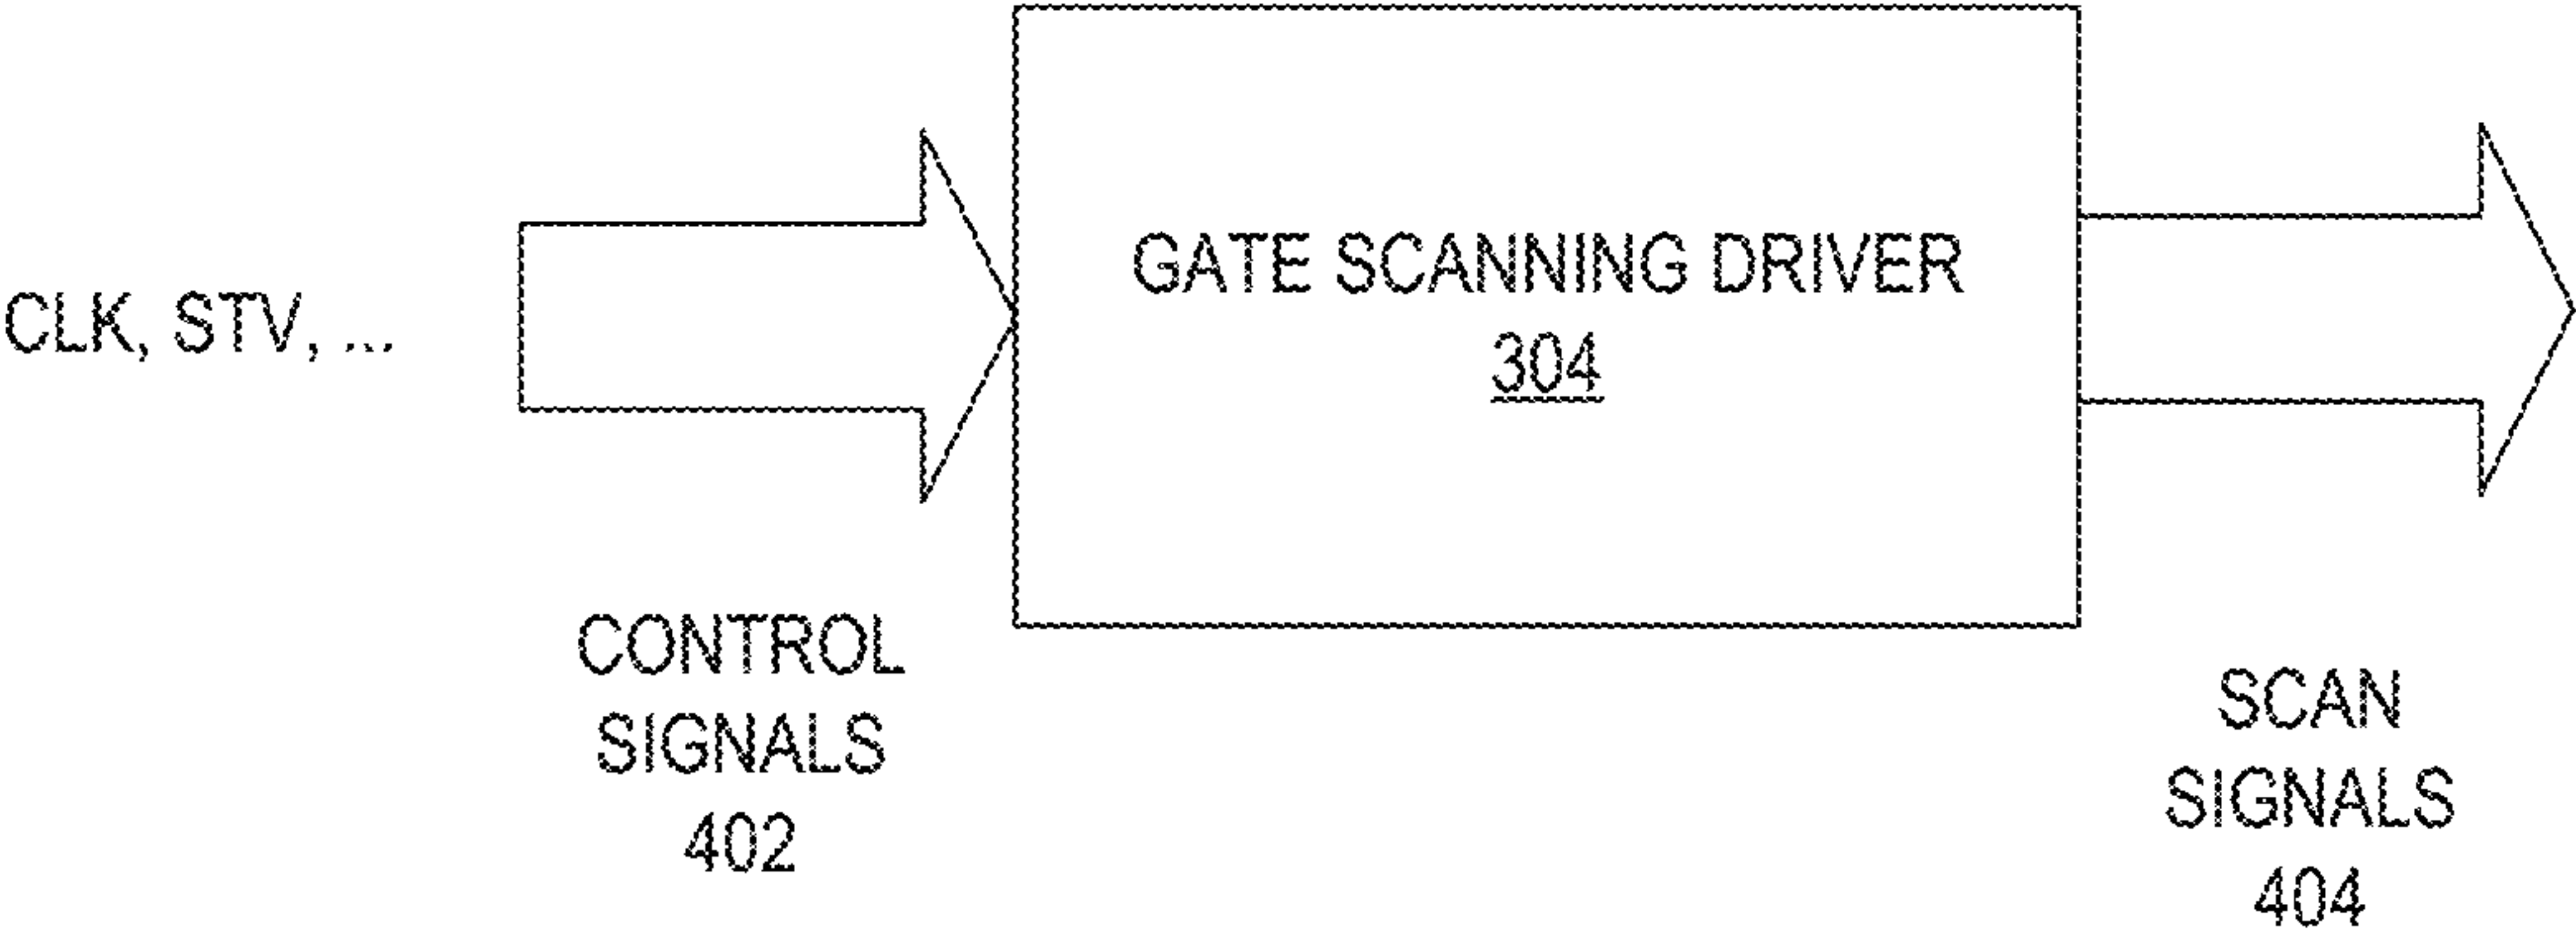 CLK, STV, ...
GATE SCANNING DRIVER
304
CONTROL
SIGNALS
402
SCAN
SIGNALS
404